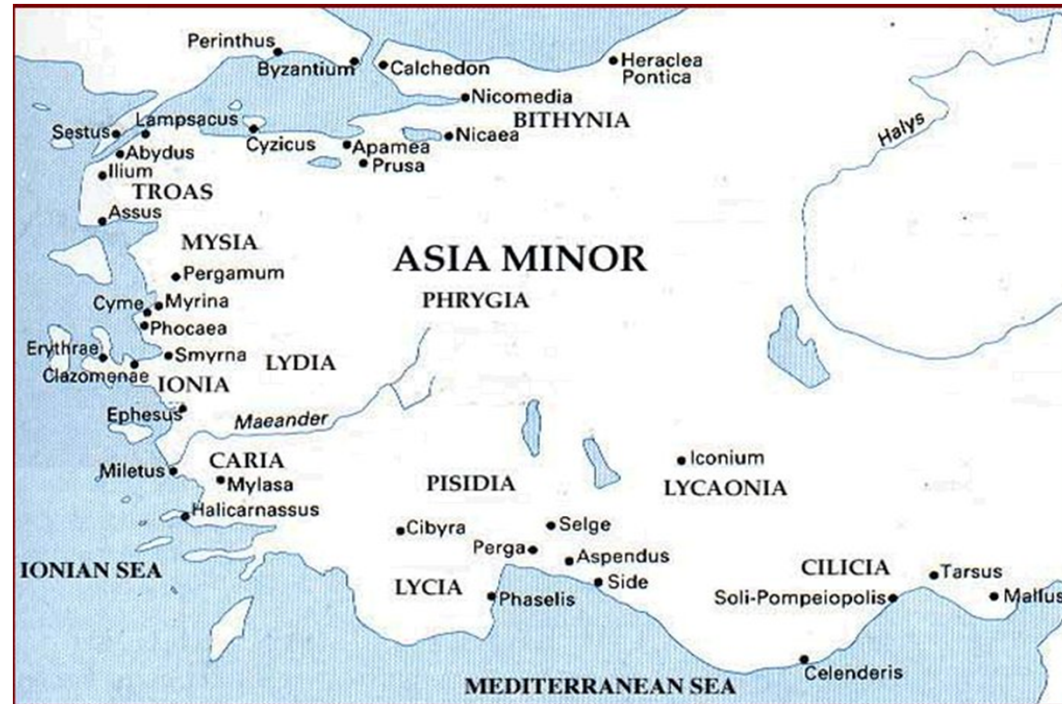 Perinthus
Byzantium
Calchedon
Heraclea
Pontica
Nicomedia
BITHYNIA
Halys
Sestus
Lampsacus
Cyzicus
Nicaea
Abydus
Apamea
Prusa
Ilium
TROAS
Assus
MYSIA
ASIA MINOR
Pergamum
PHRYGIA
Cyme
Myrina
Phocaea
Erythrae
Smyrna
LYDIA
Clazomenae
IONIA
Ephesus
Maeander
Miletus
CARIA
Mylasa
PISIDIA
Iconium
LYCAONIA
Halicarnassus
Cibyra
Selge
Perga
Aspendus
IONIAN SEA
LYCIA
Phaselis
Side
CILICIA
Tarsus
Soli-Pompeiopolis
Mallus
Celenderis
MEDITERRANEAN SEA